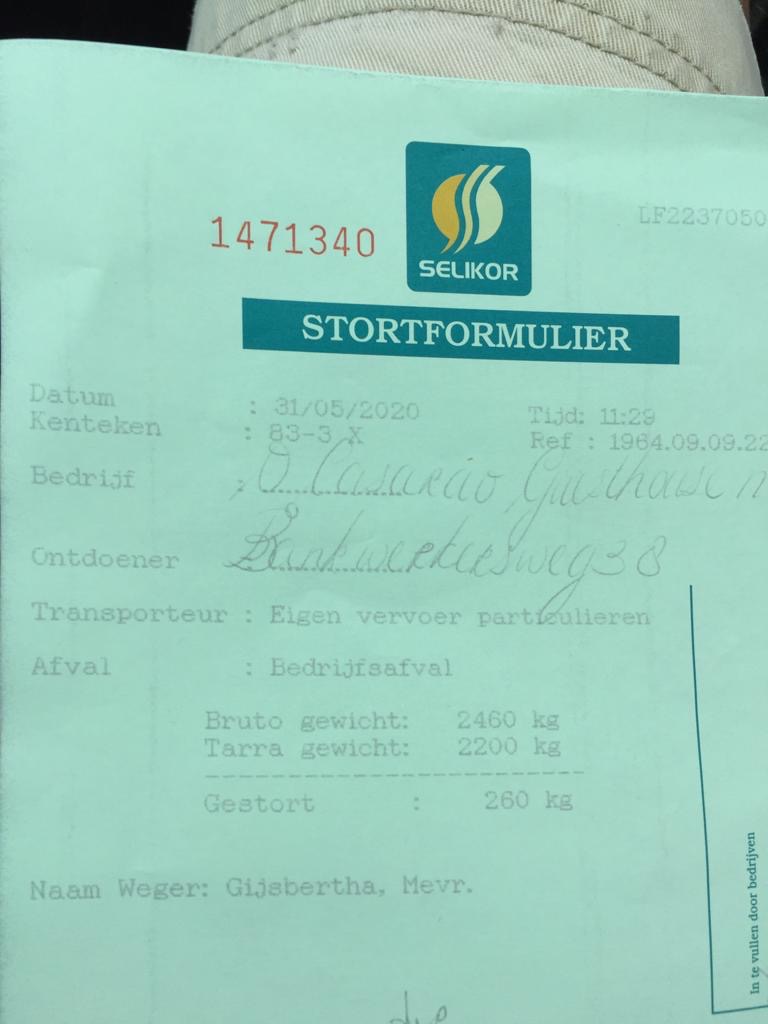 LF2237050
1471340
SELIKOR
STORTFORMULIER
Datum : 31/05/2020 Tijd: 11:29
Kenteken : 83-3 X Ref : 1964.09.09.22
Bedrijf :
Ontdoener Bankwerkersweg 38
Transporteur : Eigen vervoer particulieren
Afval : Bedrijfsafval
Bruto gewicht: 2460 kg
Tarra gewicht: 2200 kg
Gestort : 260 kg
Naam Weger: Gijsbertha, Mevr.
In te vullen door bedrijven